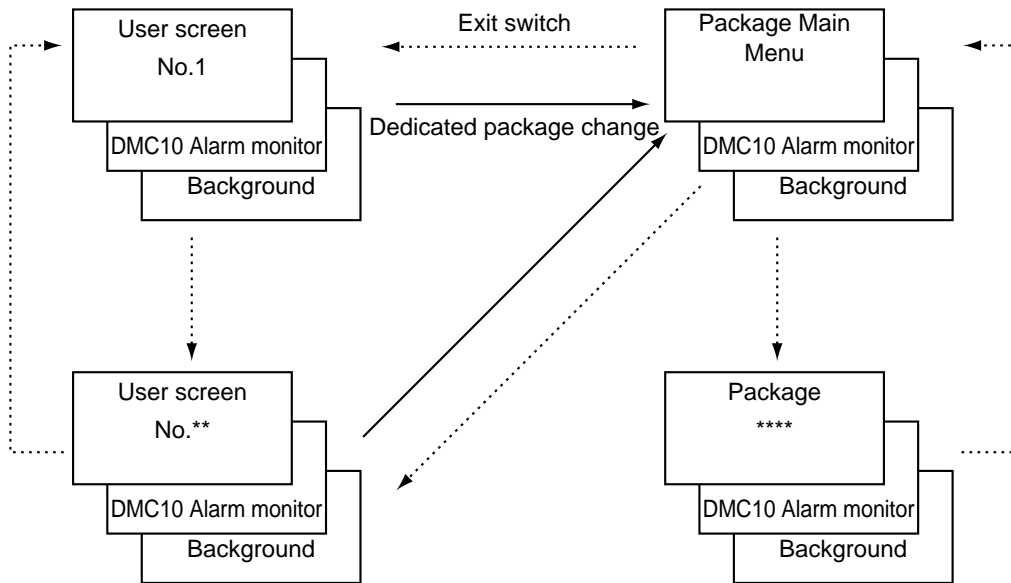 User screen
No.1
DMC10 Alarm monitor
Background
Exit switch
Dedicated package change
Package Main
Menu
DMC10 Alarm monitor
Background
User screen
No.**
DMC10 Alarm monitor
Background
Package
****
DMC10 Alarm monitor
Background